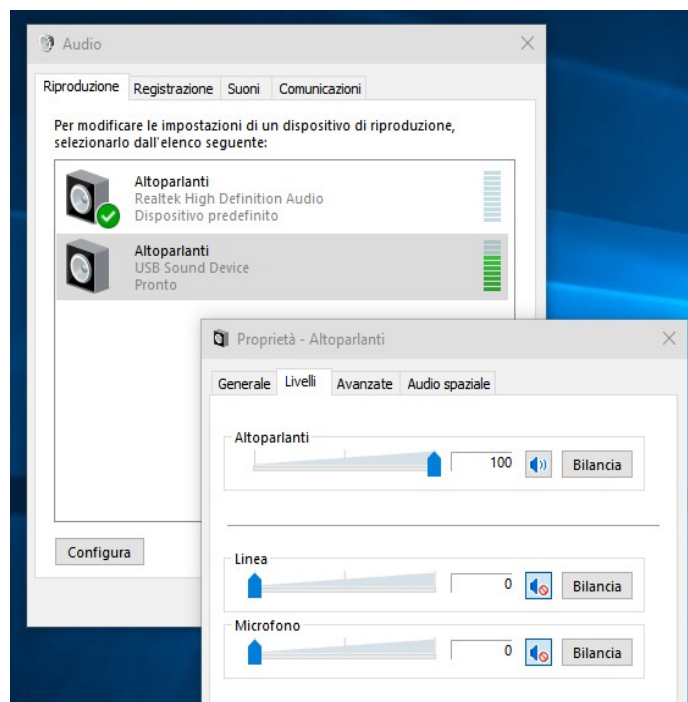 Audio
Riproduzione Registrazione Suoni Comunicazioni
Per modificare le impostazioni di un dispositivo di riproduzione,
selezionarlo dall'elenco seguente:
Altoparlanti
Realtek High Definition Audio
Dispositivo predefinito
Altoparlanti
USB Sound Device
Pronto
Configura
Proprietà - Altoparlanti
Generale Livelli Avanzate Audio spaziale
Altoparlanti
100 Bilancia
Linea
0 Bilancia
Microfono
0 Bilancia